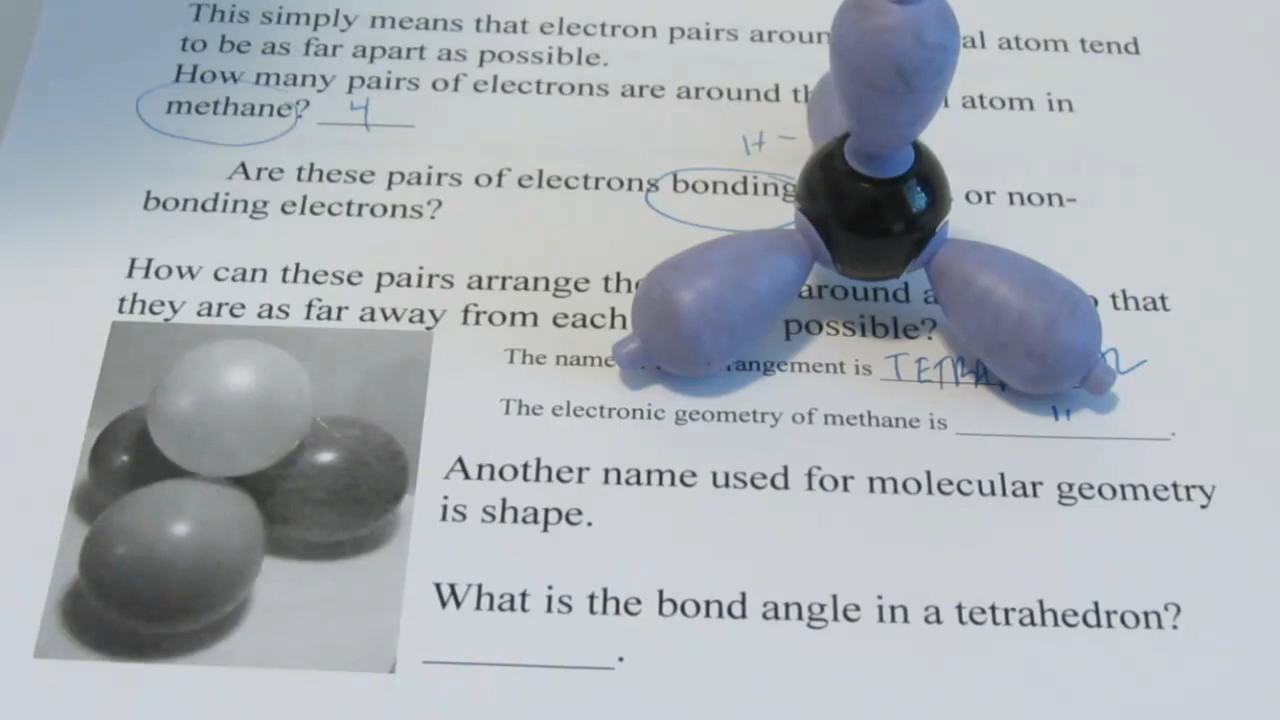 This simply means that electron pairs aroun al atom tend
to be as far apart as possible.
How many pairs of electrons are around th atom in
methane? 4
H -
Are these pairs of electrons bonding or non-
bonding electrons?
How can these pairs arrange the around a that
they are as far away from each possible?
The name angement is TETRA
The electronic geometry of methane is " .
Another name used for molecular geometry
is shape.
What is the bond angle in a tetrahedron?
.